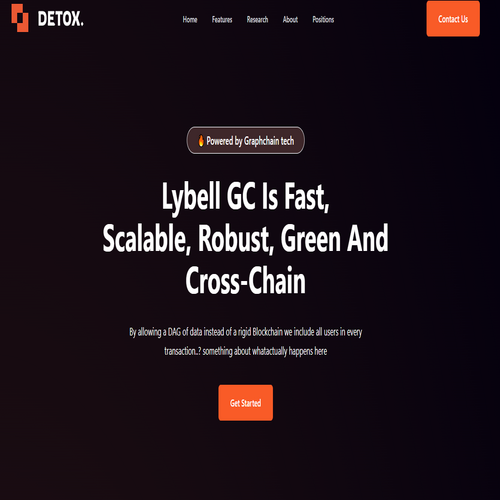 DETOX.
Home Features Research About Positions
Contact Us
🔥 Powered by Graphchain tech
Lybell GC Is Fast,
Scalable, Robust, Green And
Cross-Chain
By allowing a DAG of data instead of a rigid Blockchain we include all users in every
transaction..? something about whatactually happens here
Get Started